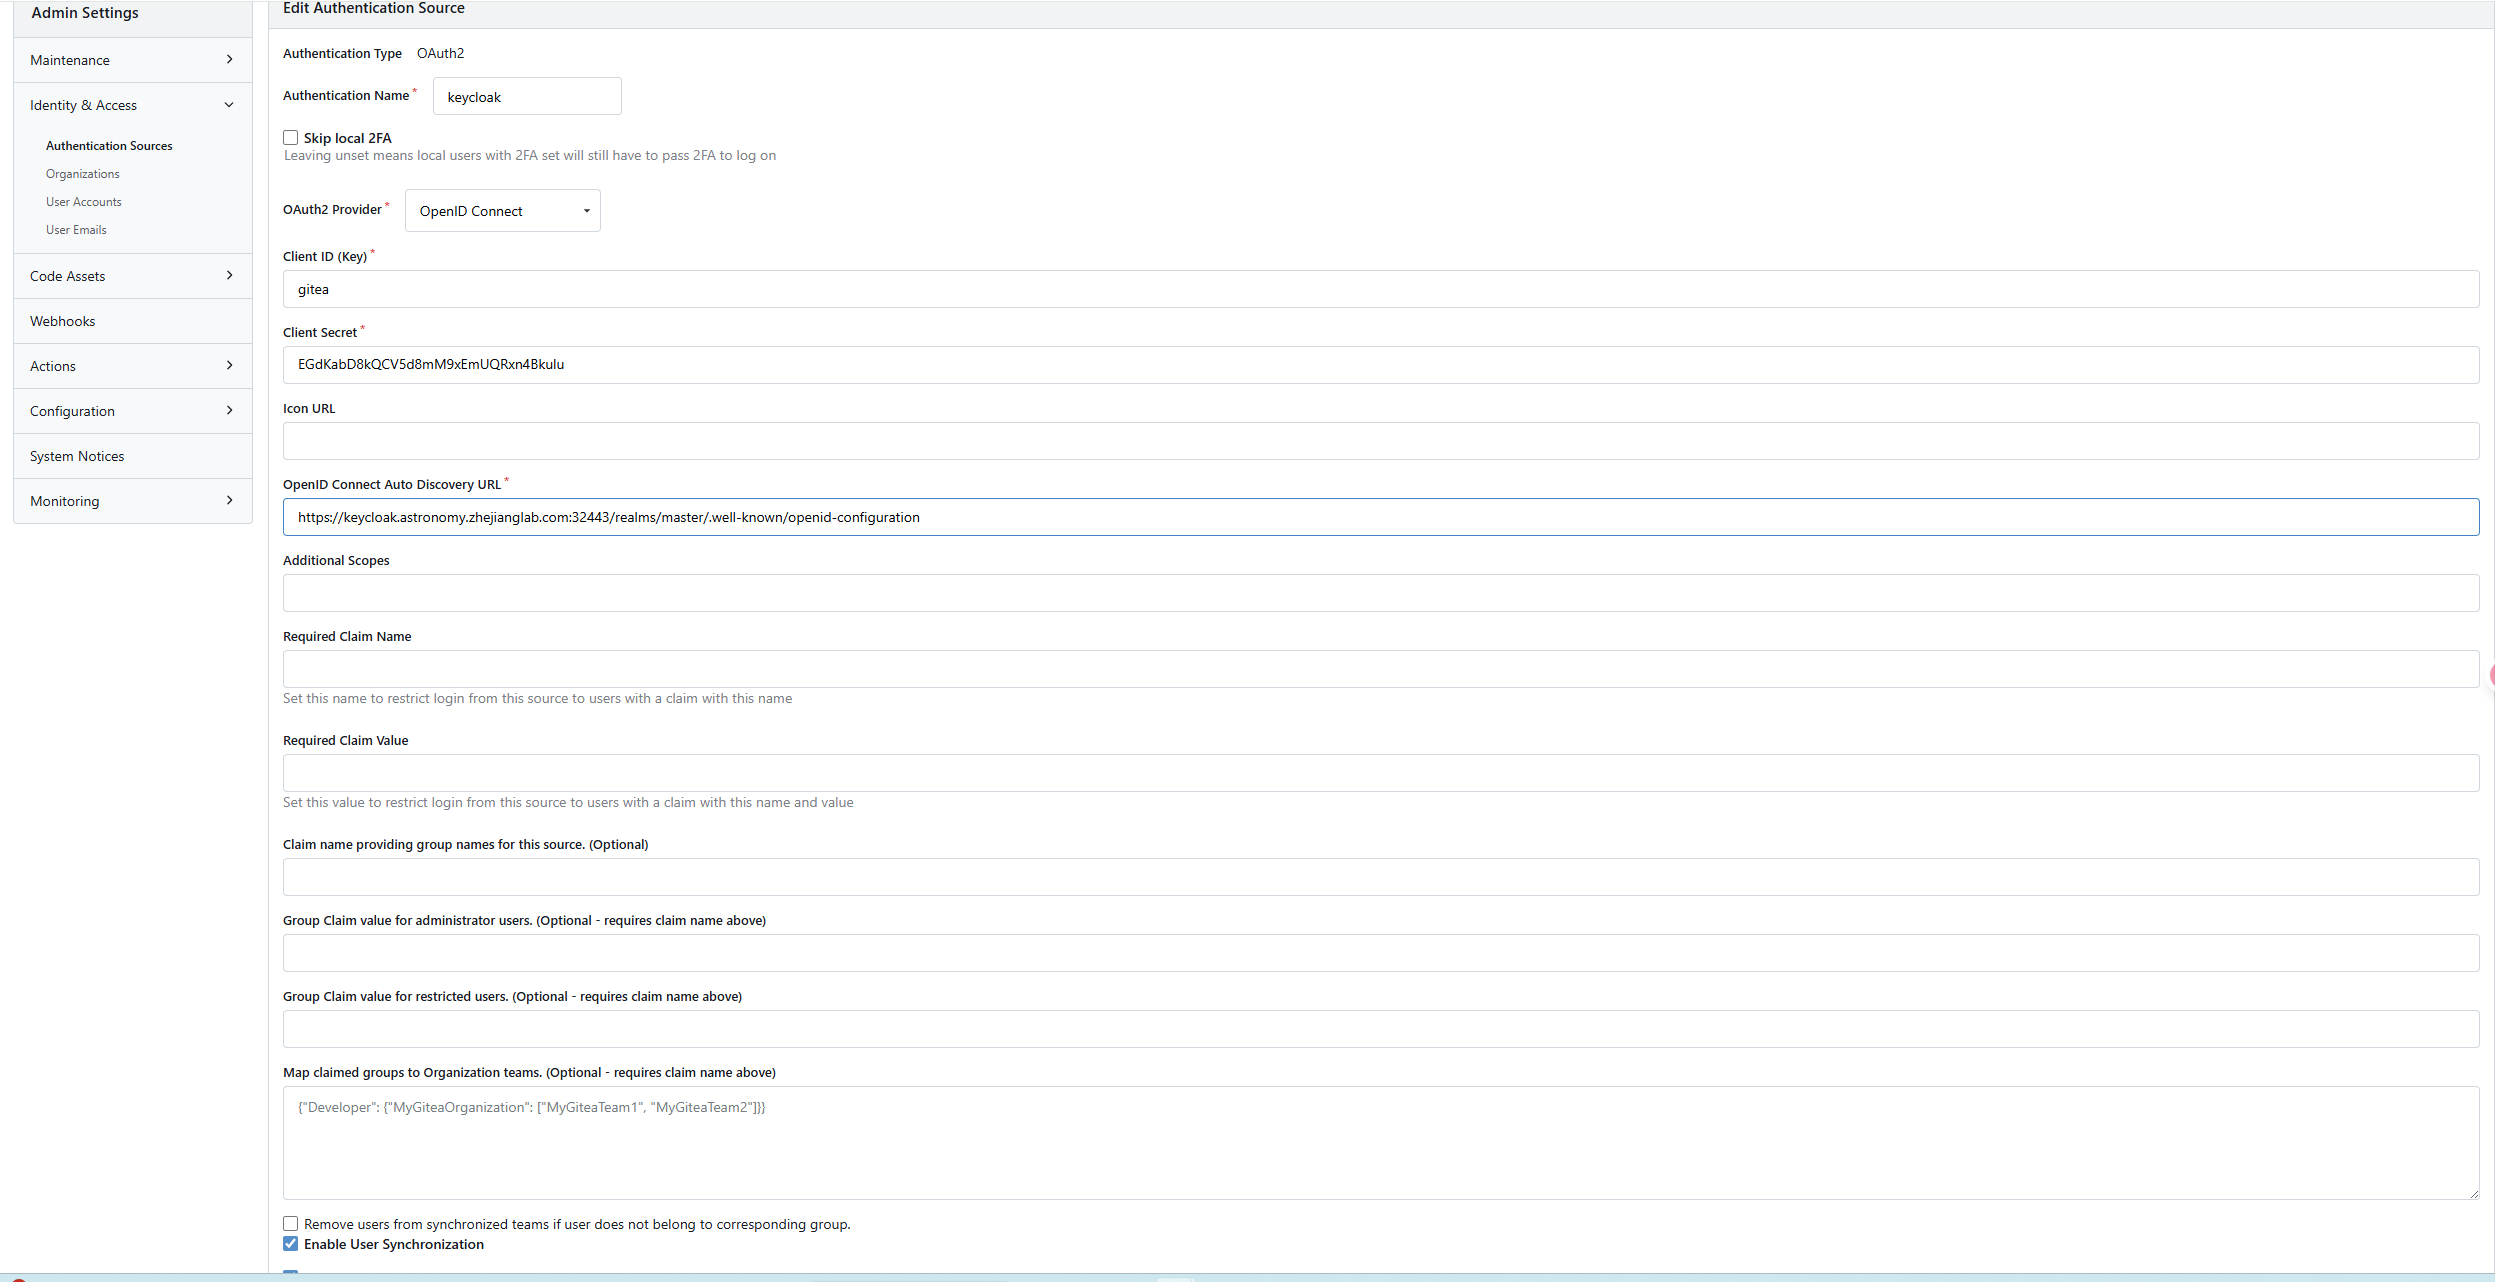 Admin Settings
Maintenance
Identity & Access
Authentication Sources
Organizations
User Accounts
User Emails
Code Assets
Webhooks
Actions
Configuration
System Notices
Monitoring
Edit Authentication Source
Authentication Type OAuth2
Authentication Name * keycloak
Skip local 2FA
Leaving unset means local users with 2FA set will still have to pass 2FA to log on
OAuth2 Provider * OpenID Connect
Client ID (Key) *
gitea
Client Secret *
EGdKabD8kQCV5d8mM9xEmUQRxn4Bkulu
Icon URL
OpenID Connect Auto Discovery URL *
https://keycloak.astronomy.zhejianglab.com:32443/realms/master/.well-known/openid-configuration
Additional Scopes
Required Claim Name
Set this name to restrict login from this source to users with a claim with this name
Required Claim Value
Set this value to restrict login from this source to users with a claim with this name and value
Claim name providing group names for this source. (Optional)
Group Claim value for administrator users. (Optional - requires claim name above)
Group Claim value for restricted users. (Optional - requires claim name above)
Map claimed groups to Organization teams. (Optional - requires claim name above)
{"Developer": {"MyGiteaOrganization": ["MyGiteaTeam1", "MyGiteaTeam2"]}}
Remove users from synchronized teams if user does not belong to corresponding group.
Enable User Synchronization